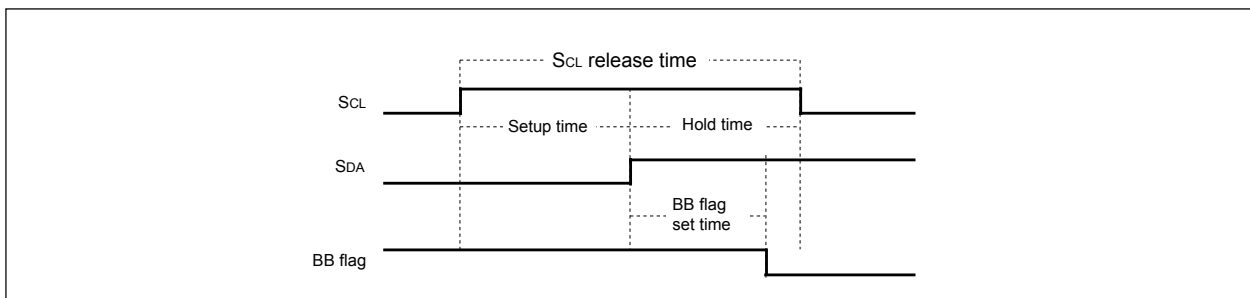 SCL release time
SCL
Setup time
Hold time
SDA
BB flag
set time
BB flag